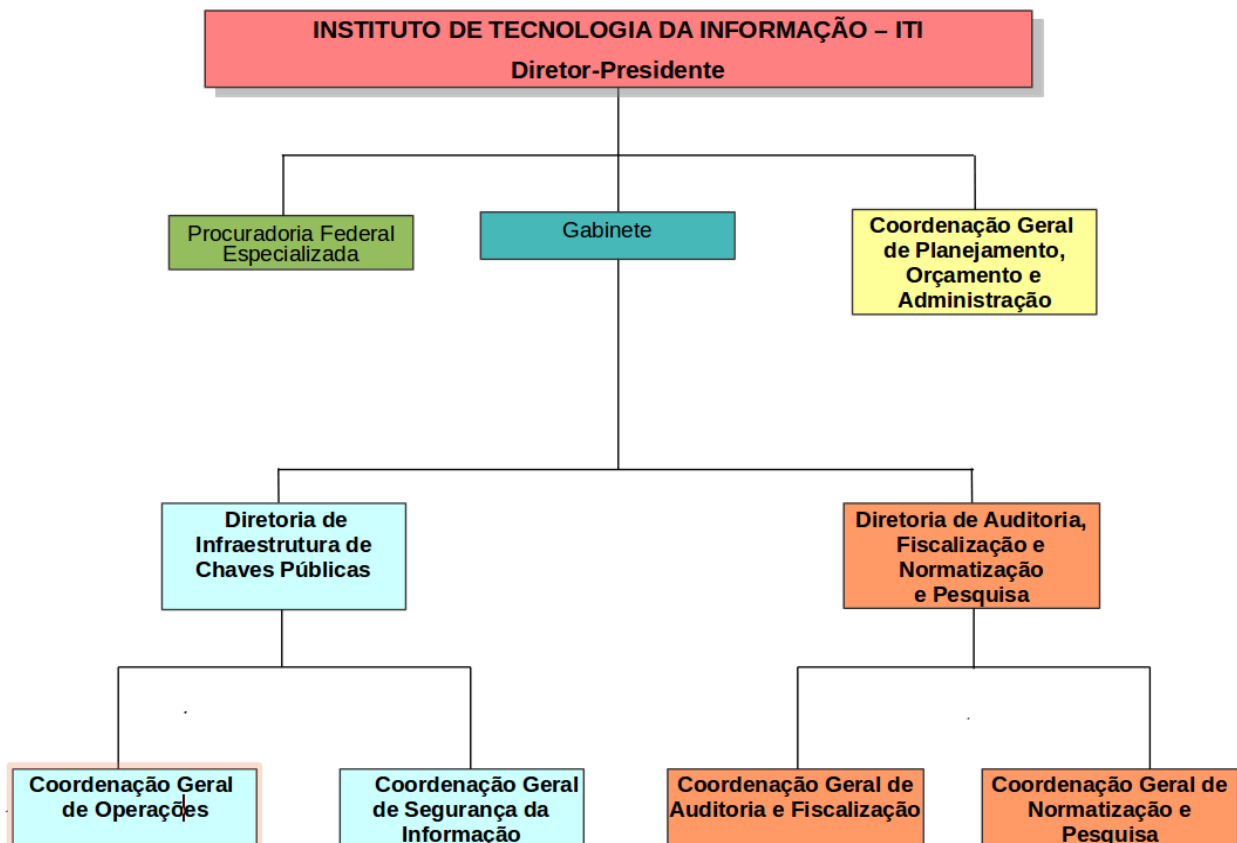 INSTITUTO DE TECNOLOGIA DA INFORMAÇÃO – ITI
Diretor-Presidente
Procuradoria Federal
Especializada
Gabinete
Coordenação Geral
de Planejamento,
Orçamento e
Administração
Diretoria de
Infraestrutura de
Chaves Públicas
Diretoria de Auditoria,
Fiscalização e
Normatização
e Pesquisa
Coordenação Geral
de Operações
Coordenação Geral
de Segurança da
Informação
Coordenação Geral de
Auditoria e Fiscalização
Coordenação Geral de
Normatização e
Pesquisa